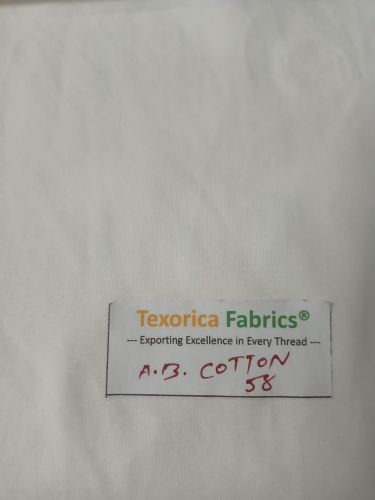 Texorica Fabrics®
--- Exporting Excellence in Every Thread ---
A.B. COTTON
58